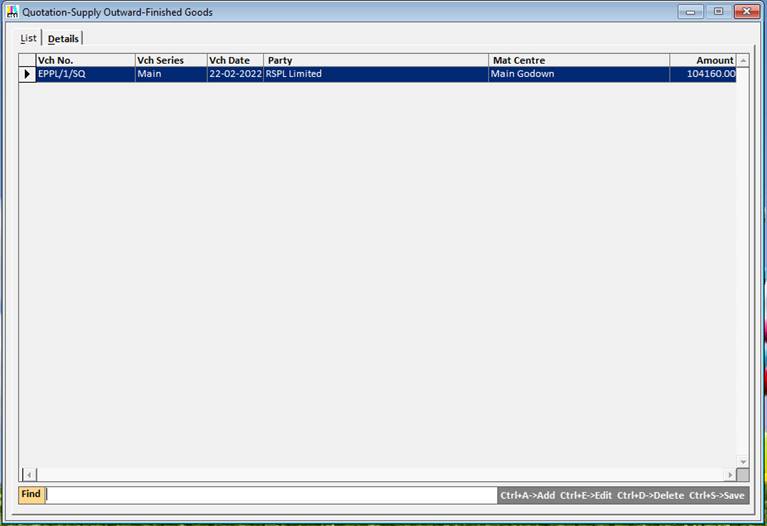 Quotation-Supply Outward-Finished Goods
List Details
Vch No. Vch Series Vch Date Party Mat Centre Amount
EPPL/1/SQ Main 22-02-2022 RSPL Limited Main Godown 104160.00
Find Ctrl+A->Add Ctrl+E->Edit Ctrl+D->Delete Ctrl+S->Save